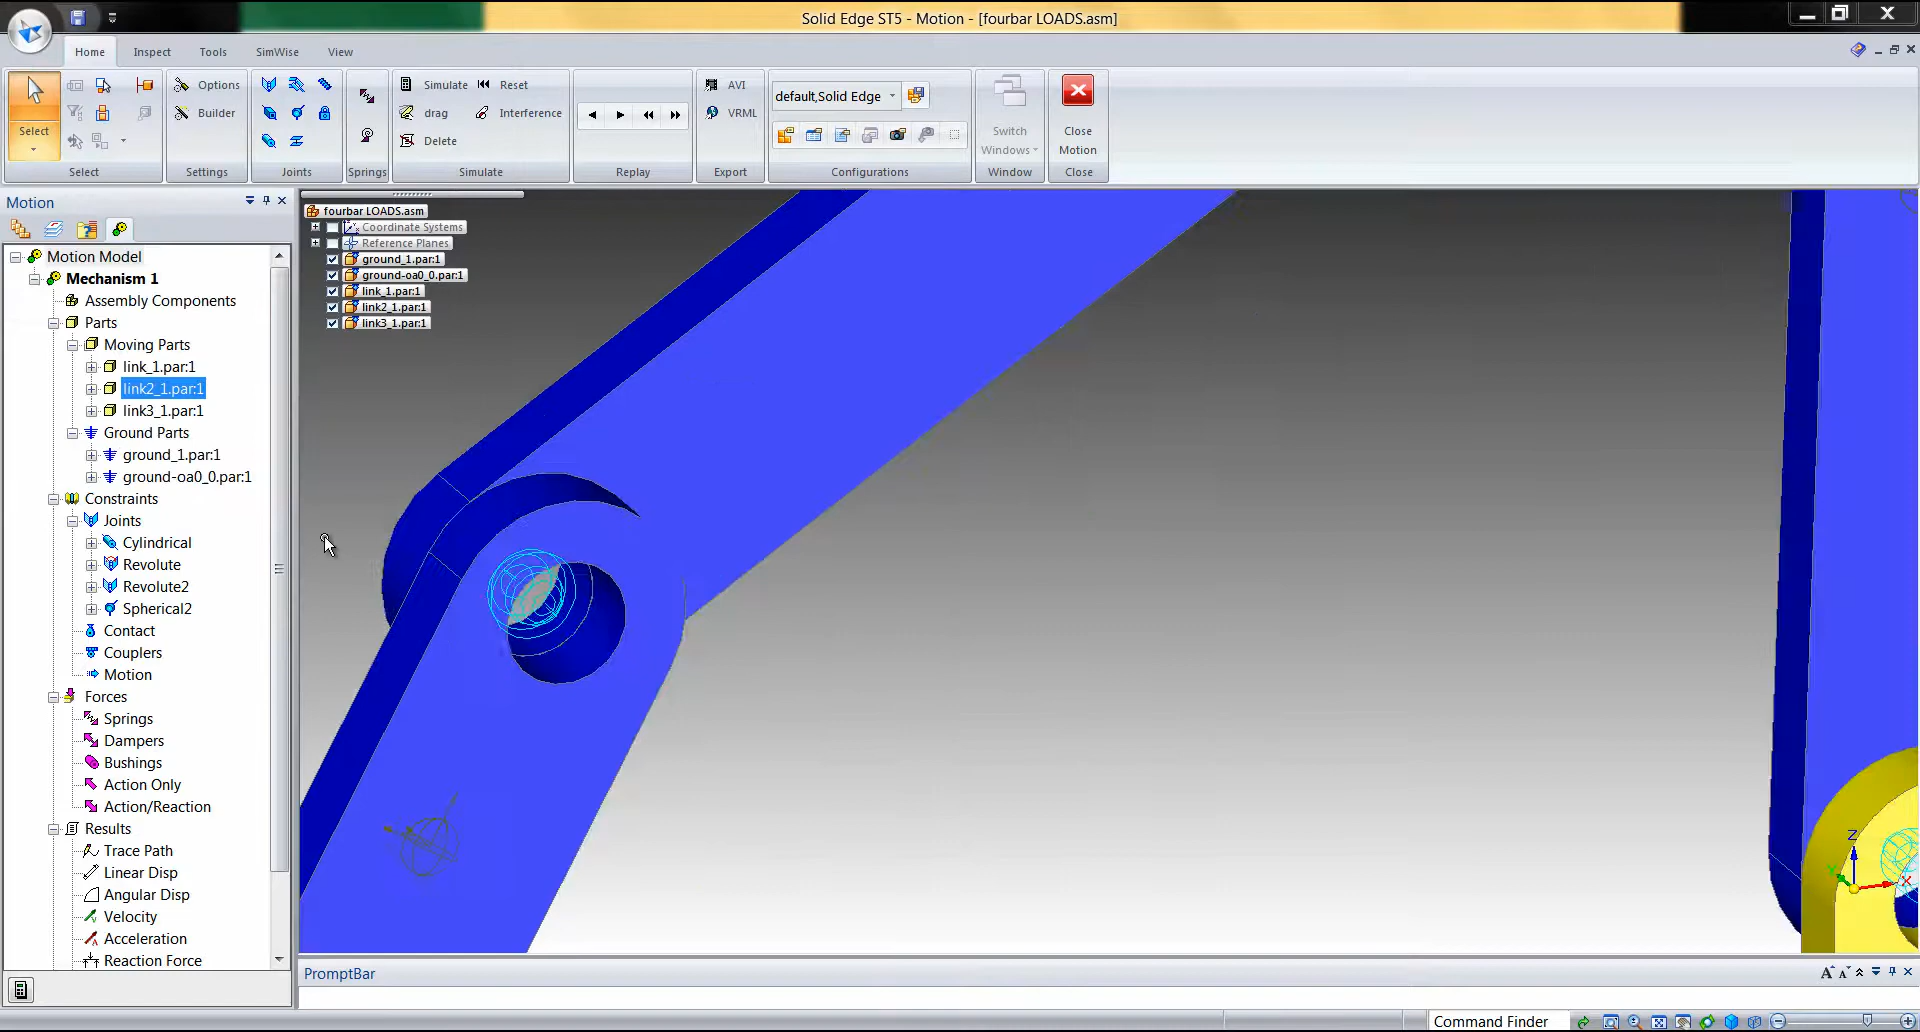 Solid Edge ST5 - Motion - [fourbar LOADS.asm]
Home Inspect Tools SimWise View
Select
Select
Options
Builder
Settings
Joints
Springs
Simulate Reset
drag Interference
Delete
Simulate
Replay
AVI
VRML
Export
default,Solid Edge
Configurations
Switch
Windows
Window
Close
Motion
Close
Motion
Motion Model
Mechanism 1
Assembly Components
Parts
Moving Parts
link_1.par:1
link2_1.par:1
link3_1.par:1
Ground Parts
ground_1.par:1
ground-oa0_0.par:1
Constraints
Joints
Cylindrical
Revolute
Revolute2
Spherical2
Contact
Couplers
Motion
Forces
Springs
Dampers
Bushings
Action Only
Action/Reaction
Results
Trace Path
Linear Disp
Angular Disp
Velocity
Acceleration
Reaction Force
fourbar LOADS.asm
Coordinate Systems
Reference Planes
ground_1.par:1
ground-oa0_0.par:1
link_1.par:1
link2_1.par:1
link3_1.par:1
Z
Y
X
PromptBar
Command Finder